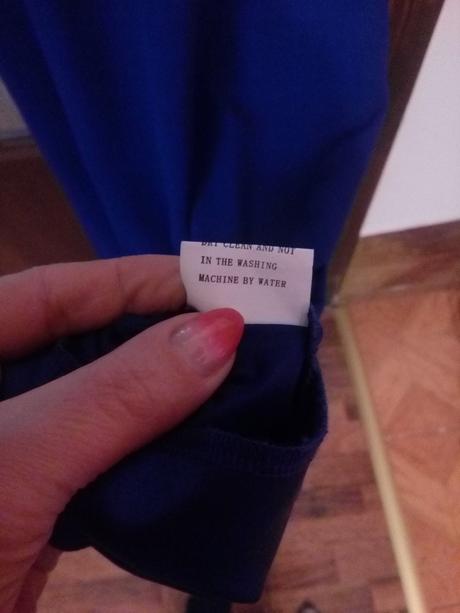 DRY CLEAN AND NOT
IN THE WASHING
MACHINE BY WATER